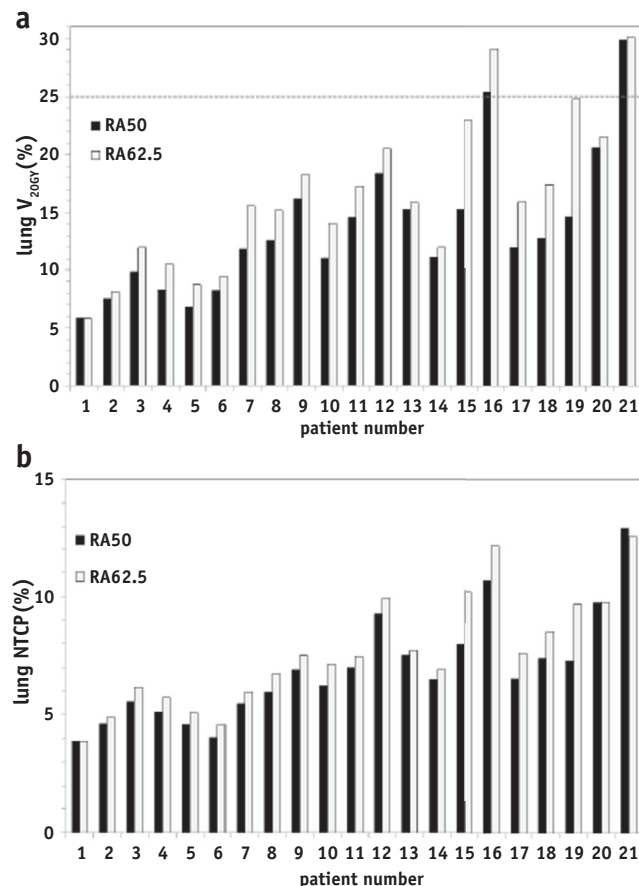 a
30
25
20
15
10
5
0
lung V20GY(%)
RA50
RA62.5
1 2 3 4 5 6 7 8 9 10 11 12 13 14 15 16 17 18 19 20 21
patient number
b
15
10
5
0
lung NTCP(%)
RA50
RA62.5
1 2 3 4 5 6 7 8 9 10 11 12 13 14 15 16 17 18 19 20 21
patient number